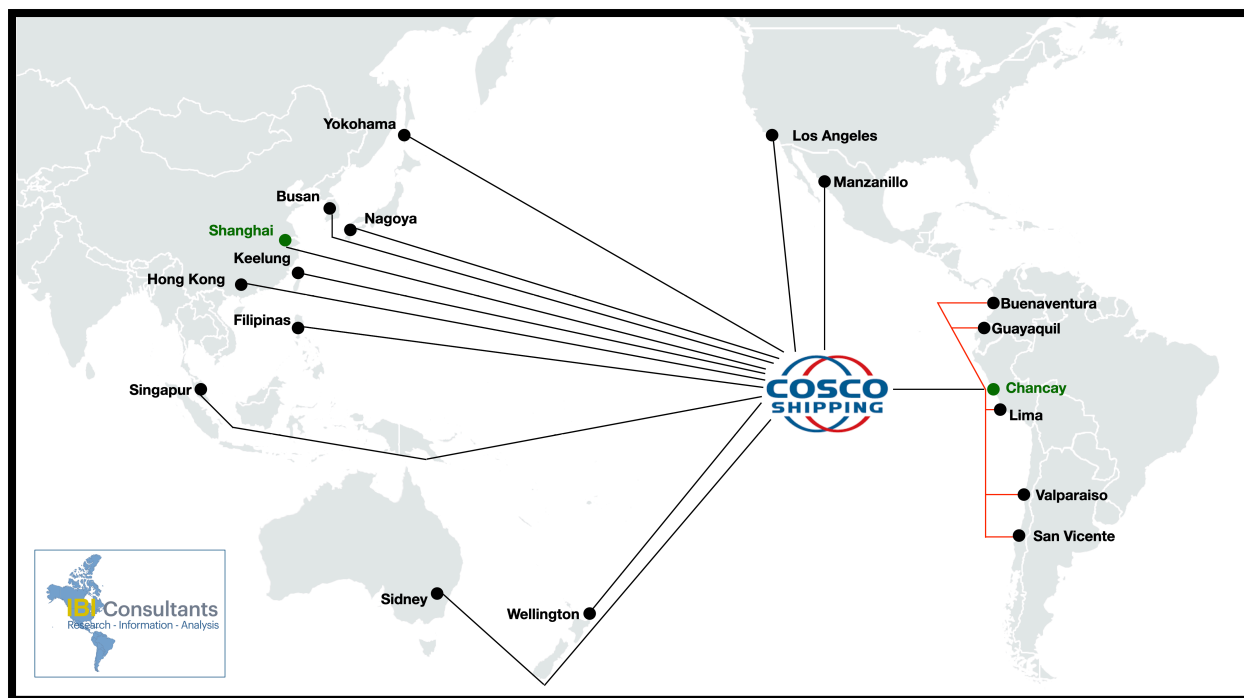 Yokohama
Los Angeles
Manzanillo
Busan
Nagoya
Shanghai
Keelung
Hong Kong
Filipinas
Buenaventura
Guayaquil
Singapur
COSCO
SHIPPING
Chancay
Lima
Valparaiso
San Vicente
Sidney
Wellington
IBI Consultants
Research - Information - Analysis